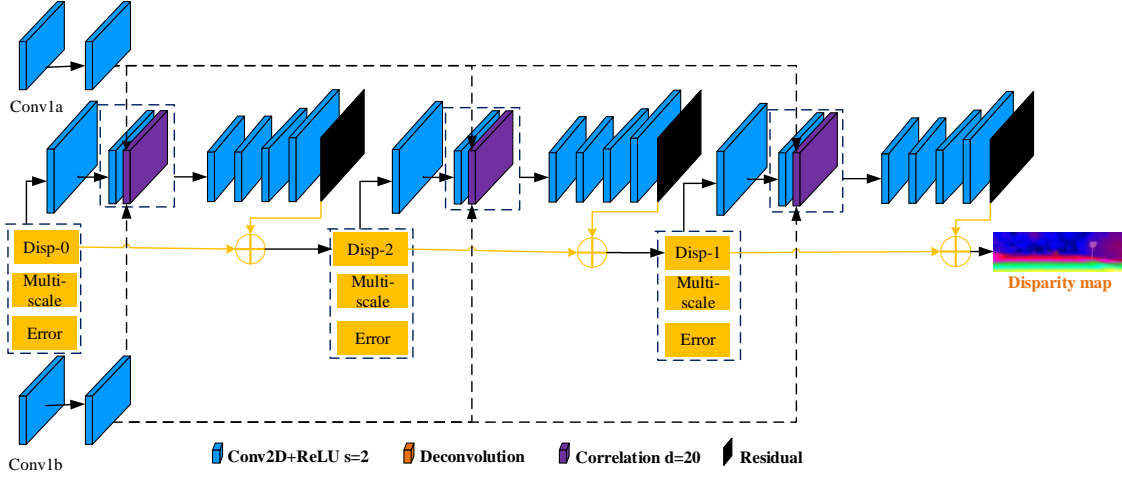 Conv1a
Disp-0
Multi-
scale
Error
Disp-2
Multi-
scale
Error
Disp-1
Multi-
scale
Error
Disparity map
Conv1b
Conv2D+ReLU s=2
Deconvolution
Correlation d=20
Residual